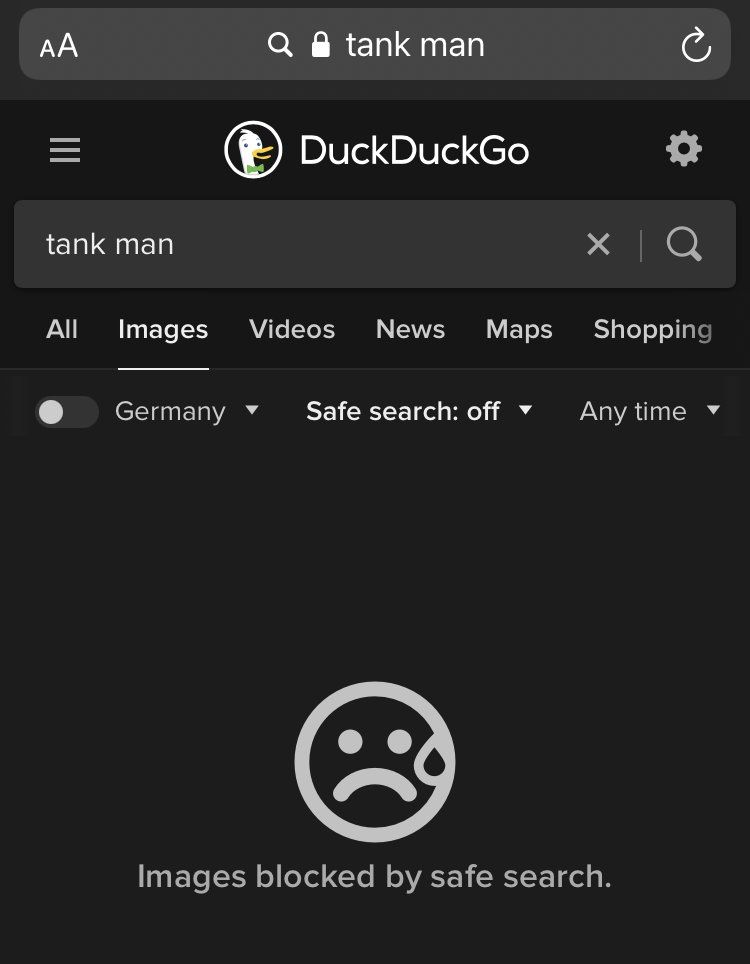 AA tank man
DuckDuckGo
tank man
All Images Videos News Maps Shopping
Germany Safe search: off Any time
Images blocked by safe search.